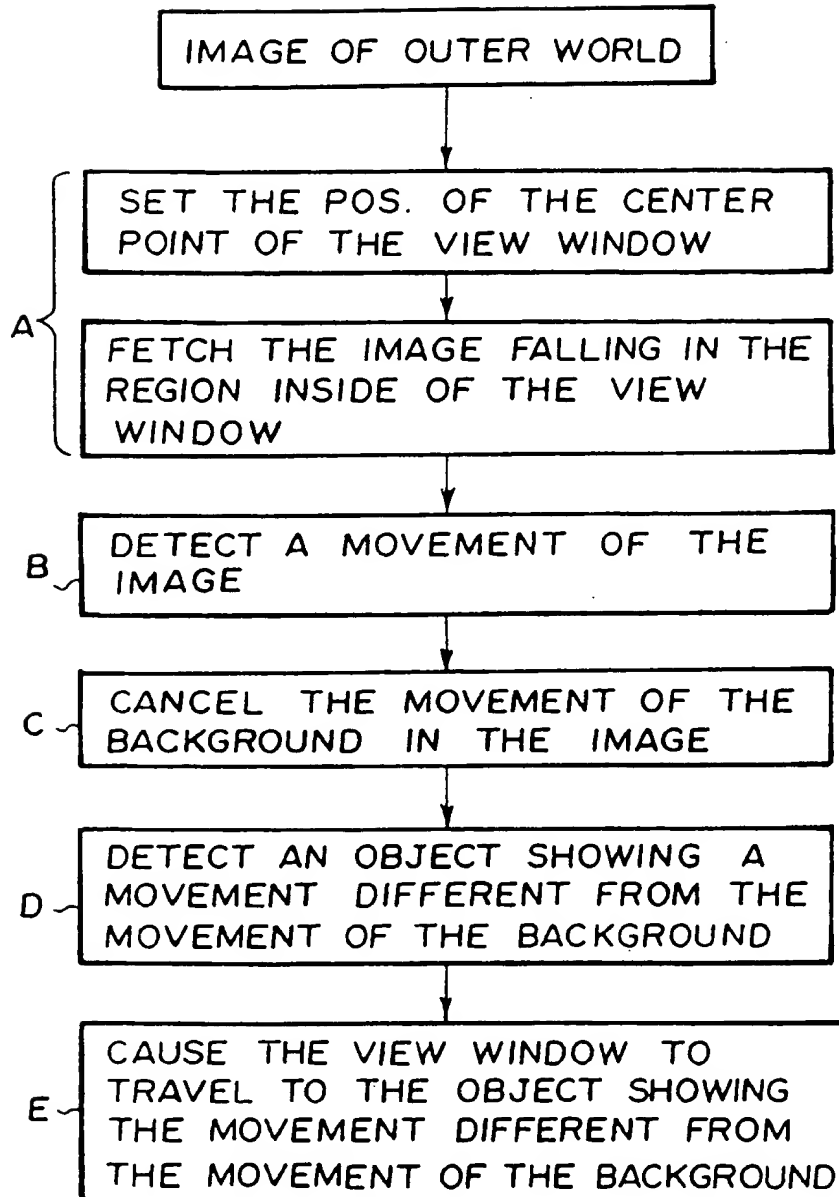 IMAGE OF OUTER WORLD
SET THE POS. OF THE CENTER
POINT OF THE VIEW WINDOW
A
FETCH THE IMAGE FALLING IN THE
REGION INSIDE OF THE VIEW
WINDOW
B
DETECT A MOVEMENT OF THE
IMAGE
C
CANCEL THE MOVEMENT OF THE
BACKGROUND IN THE IMAGE
D
DETECT AN OBJECT SHOWING A
MOVEMENT DIFFERENT FROM THE
MOVEMENT OF THE BACKGROUND
E
CAUSE THE VIEW WINDOW TO
TRAVEL TO THE OBJECT SHOWING
THE MOVEMENT DIFFERENT FROM
THE MOVEMENT OF THE BACKGROUND